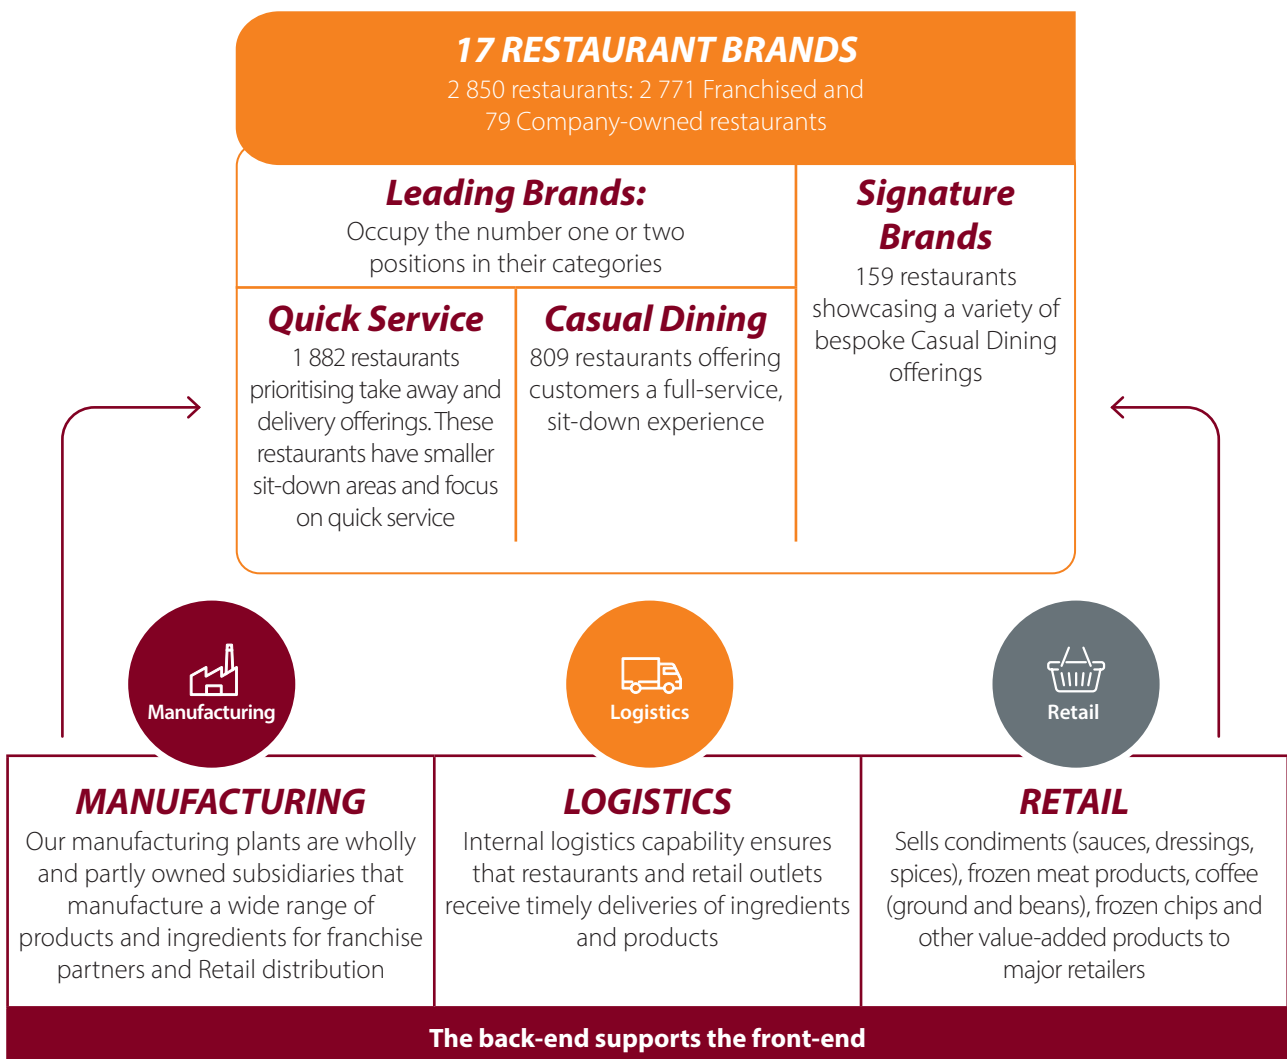 17 RESTAURANT BRANDS
2 850 restaurants: 2 771 Franchised and
79 Company-owned restaurants
Leading Brands:
Occupy the number one or two
positions in their categories
Quick Service
1 882 restaurants
prioritising take away and
delivery offerings. These
restaurants have smaller
sit-down areas and focus
on quick service
Casual Dining
809 restaurants offering
customers a full-service,
sit-down experience
Signature
Brands
159 restaurants
showcasing a variety of
bespoke Casual Dining
offerings
Manufacturing
Logistics
Retail
MANUFACTURING
Our manufacturing plants are wholly
and partly owned subsidiaries that
manufacture a wide range of
products and ingredients for franchise
partners and Retail distribution
LOGISTICS
Internal logistics capability ensures
that restaurants and retail outlets
receive timely deliveries of ingredients
and products
RETAIL
Sells condiments (sauces, dressings,
spices), frozen meat products, coffee
(ground and beans), frozen chips and
other value-added products to
major retailers
The back-end supports the front-end